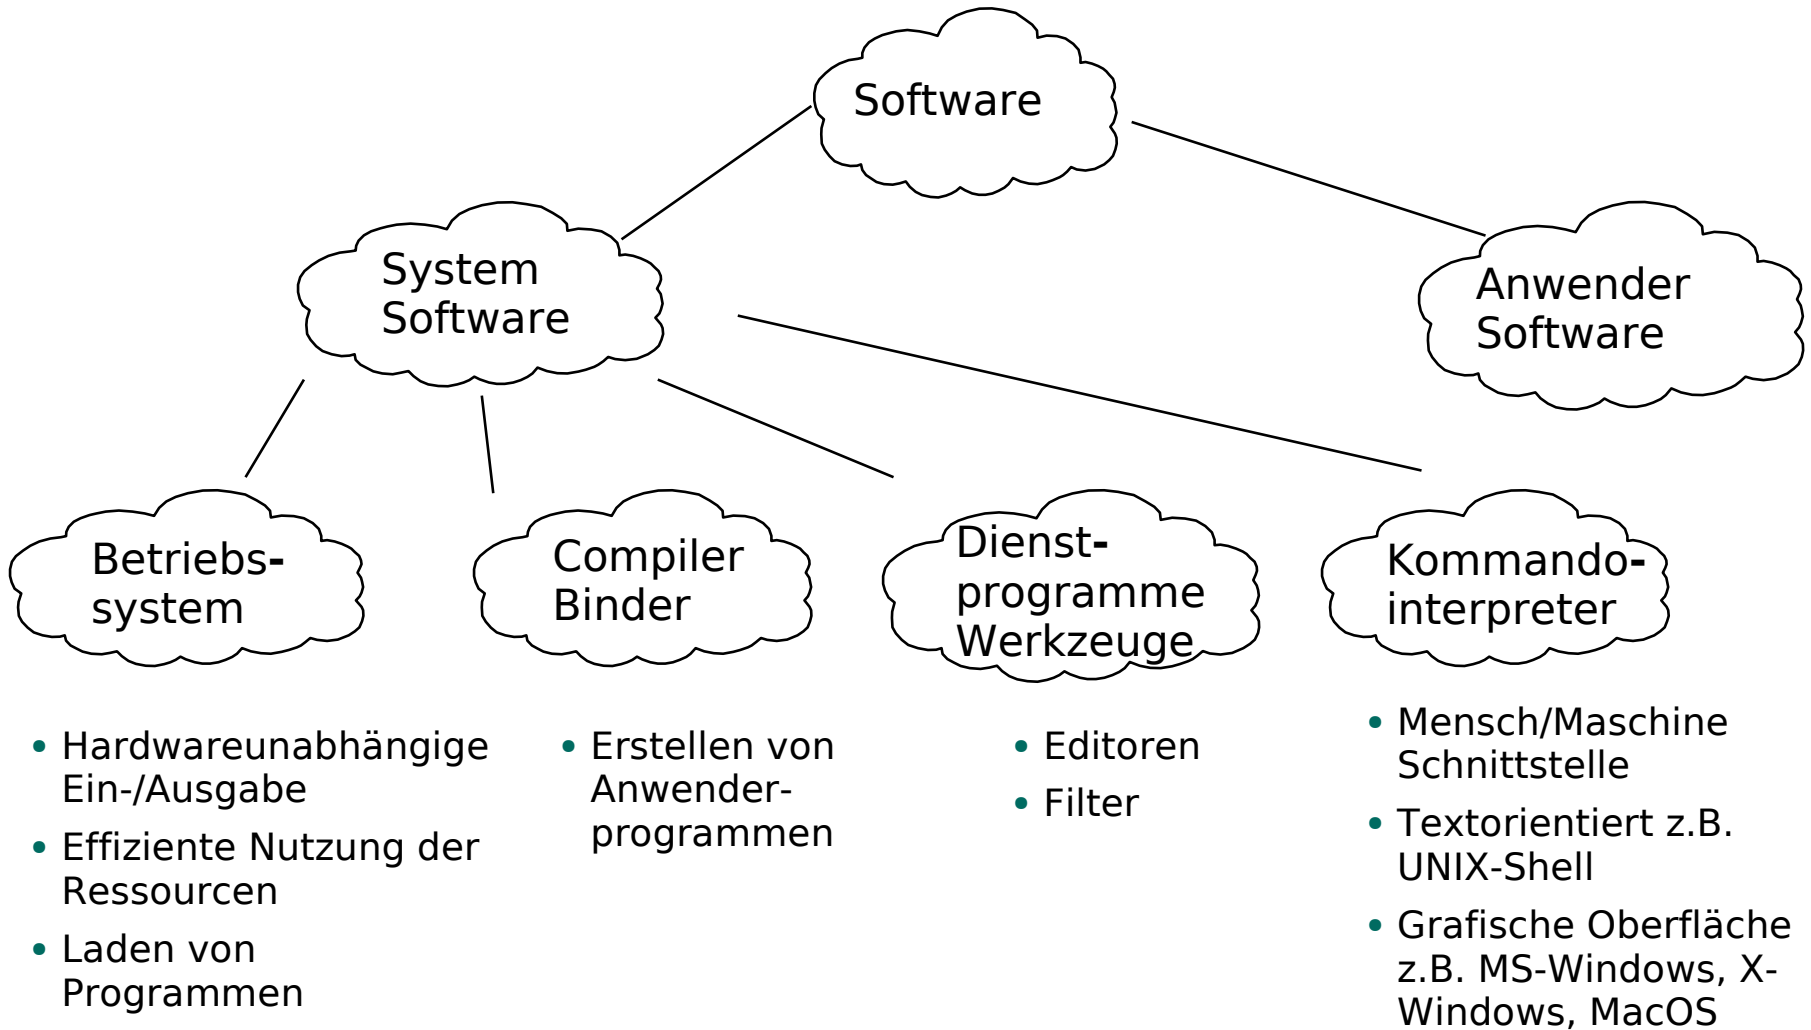 Software
System
Software
Anwender
Software
Betriebs-
system
Compiler
Binder
Dienst-
programme
Werkzeuge
Kommando-
interpreter
• Hardwareunabhängige
Ein-/Ausgabe
• Effiziente Nutzung der
Ressourcen
• Laden von
Programmen
• Erstellen von
Anwender-
programmen
• Editoren
• Filter
• Mensch/Maschine
Schnittstelle
• Textorientiert z.B.
UNIX-Shell
• Grafische Oberfläche
z.B. MS-Windows, X-
Windows, MacOS